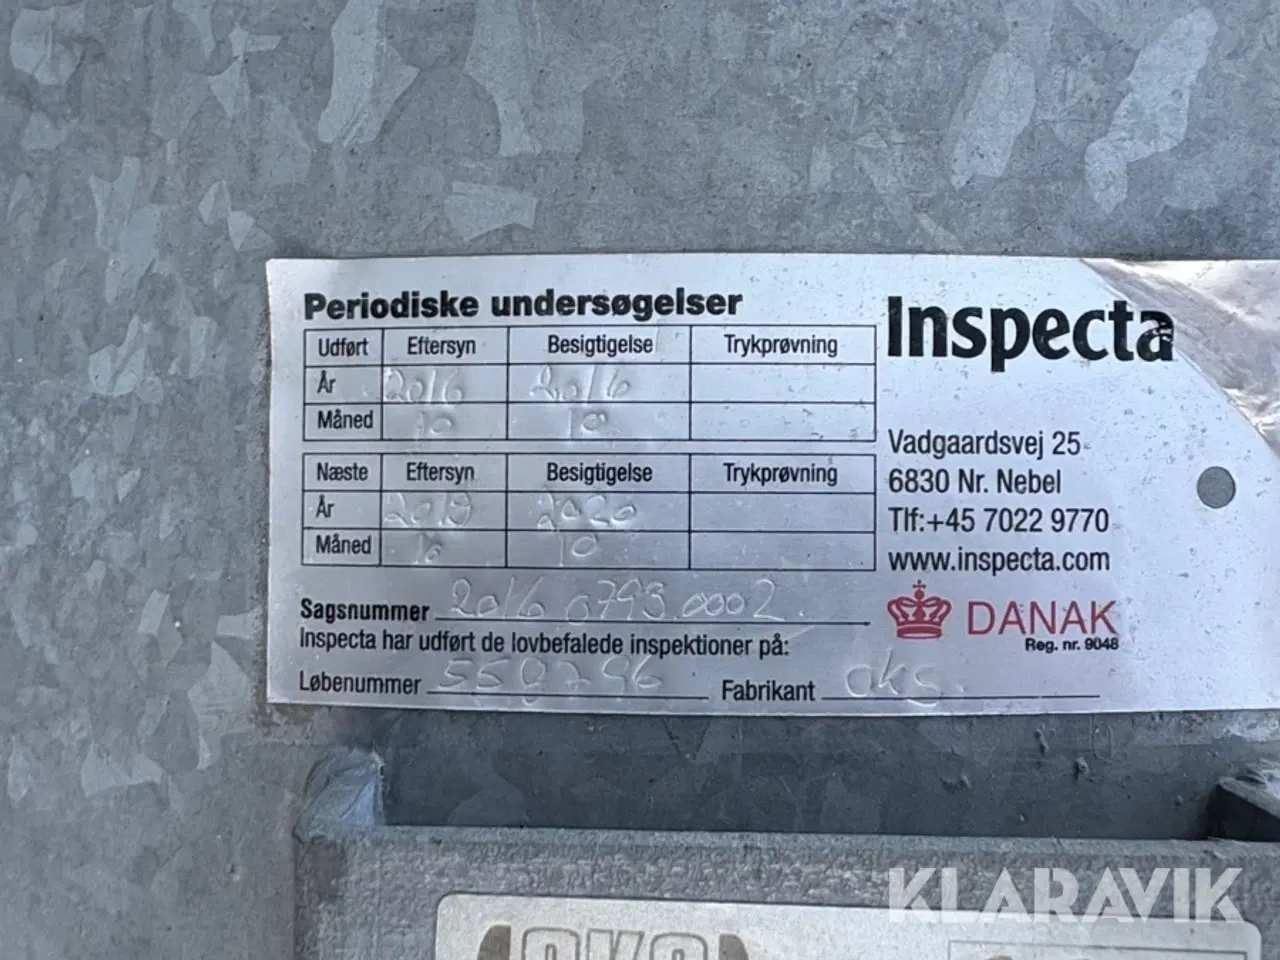 Periodiske undersøgelser
Udført Eftersyn Besigtigelse Trykprøvning
År 2016 2016
Måned 10 10
Næste Eftersyn Besigtigelse Trykprøvning
År 2018 2020
Måned 10 10
Sagsnummer 2016 0793.0002.
Inspecta har udført de lovbefalede inspektioner på:
Løbenummer Fabrikant OKS.
Inspecta
Vadgaardsvej 25
6830 Nr. Nebel
Tlf:+45 7022 9770
www.inspecta.com
DANAK
Reg. nr. 9048
KLARAVIK